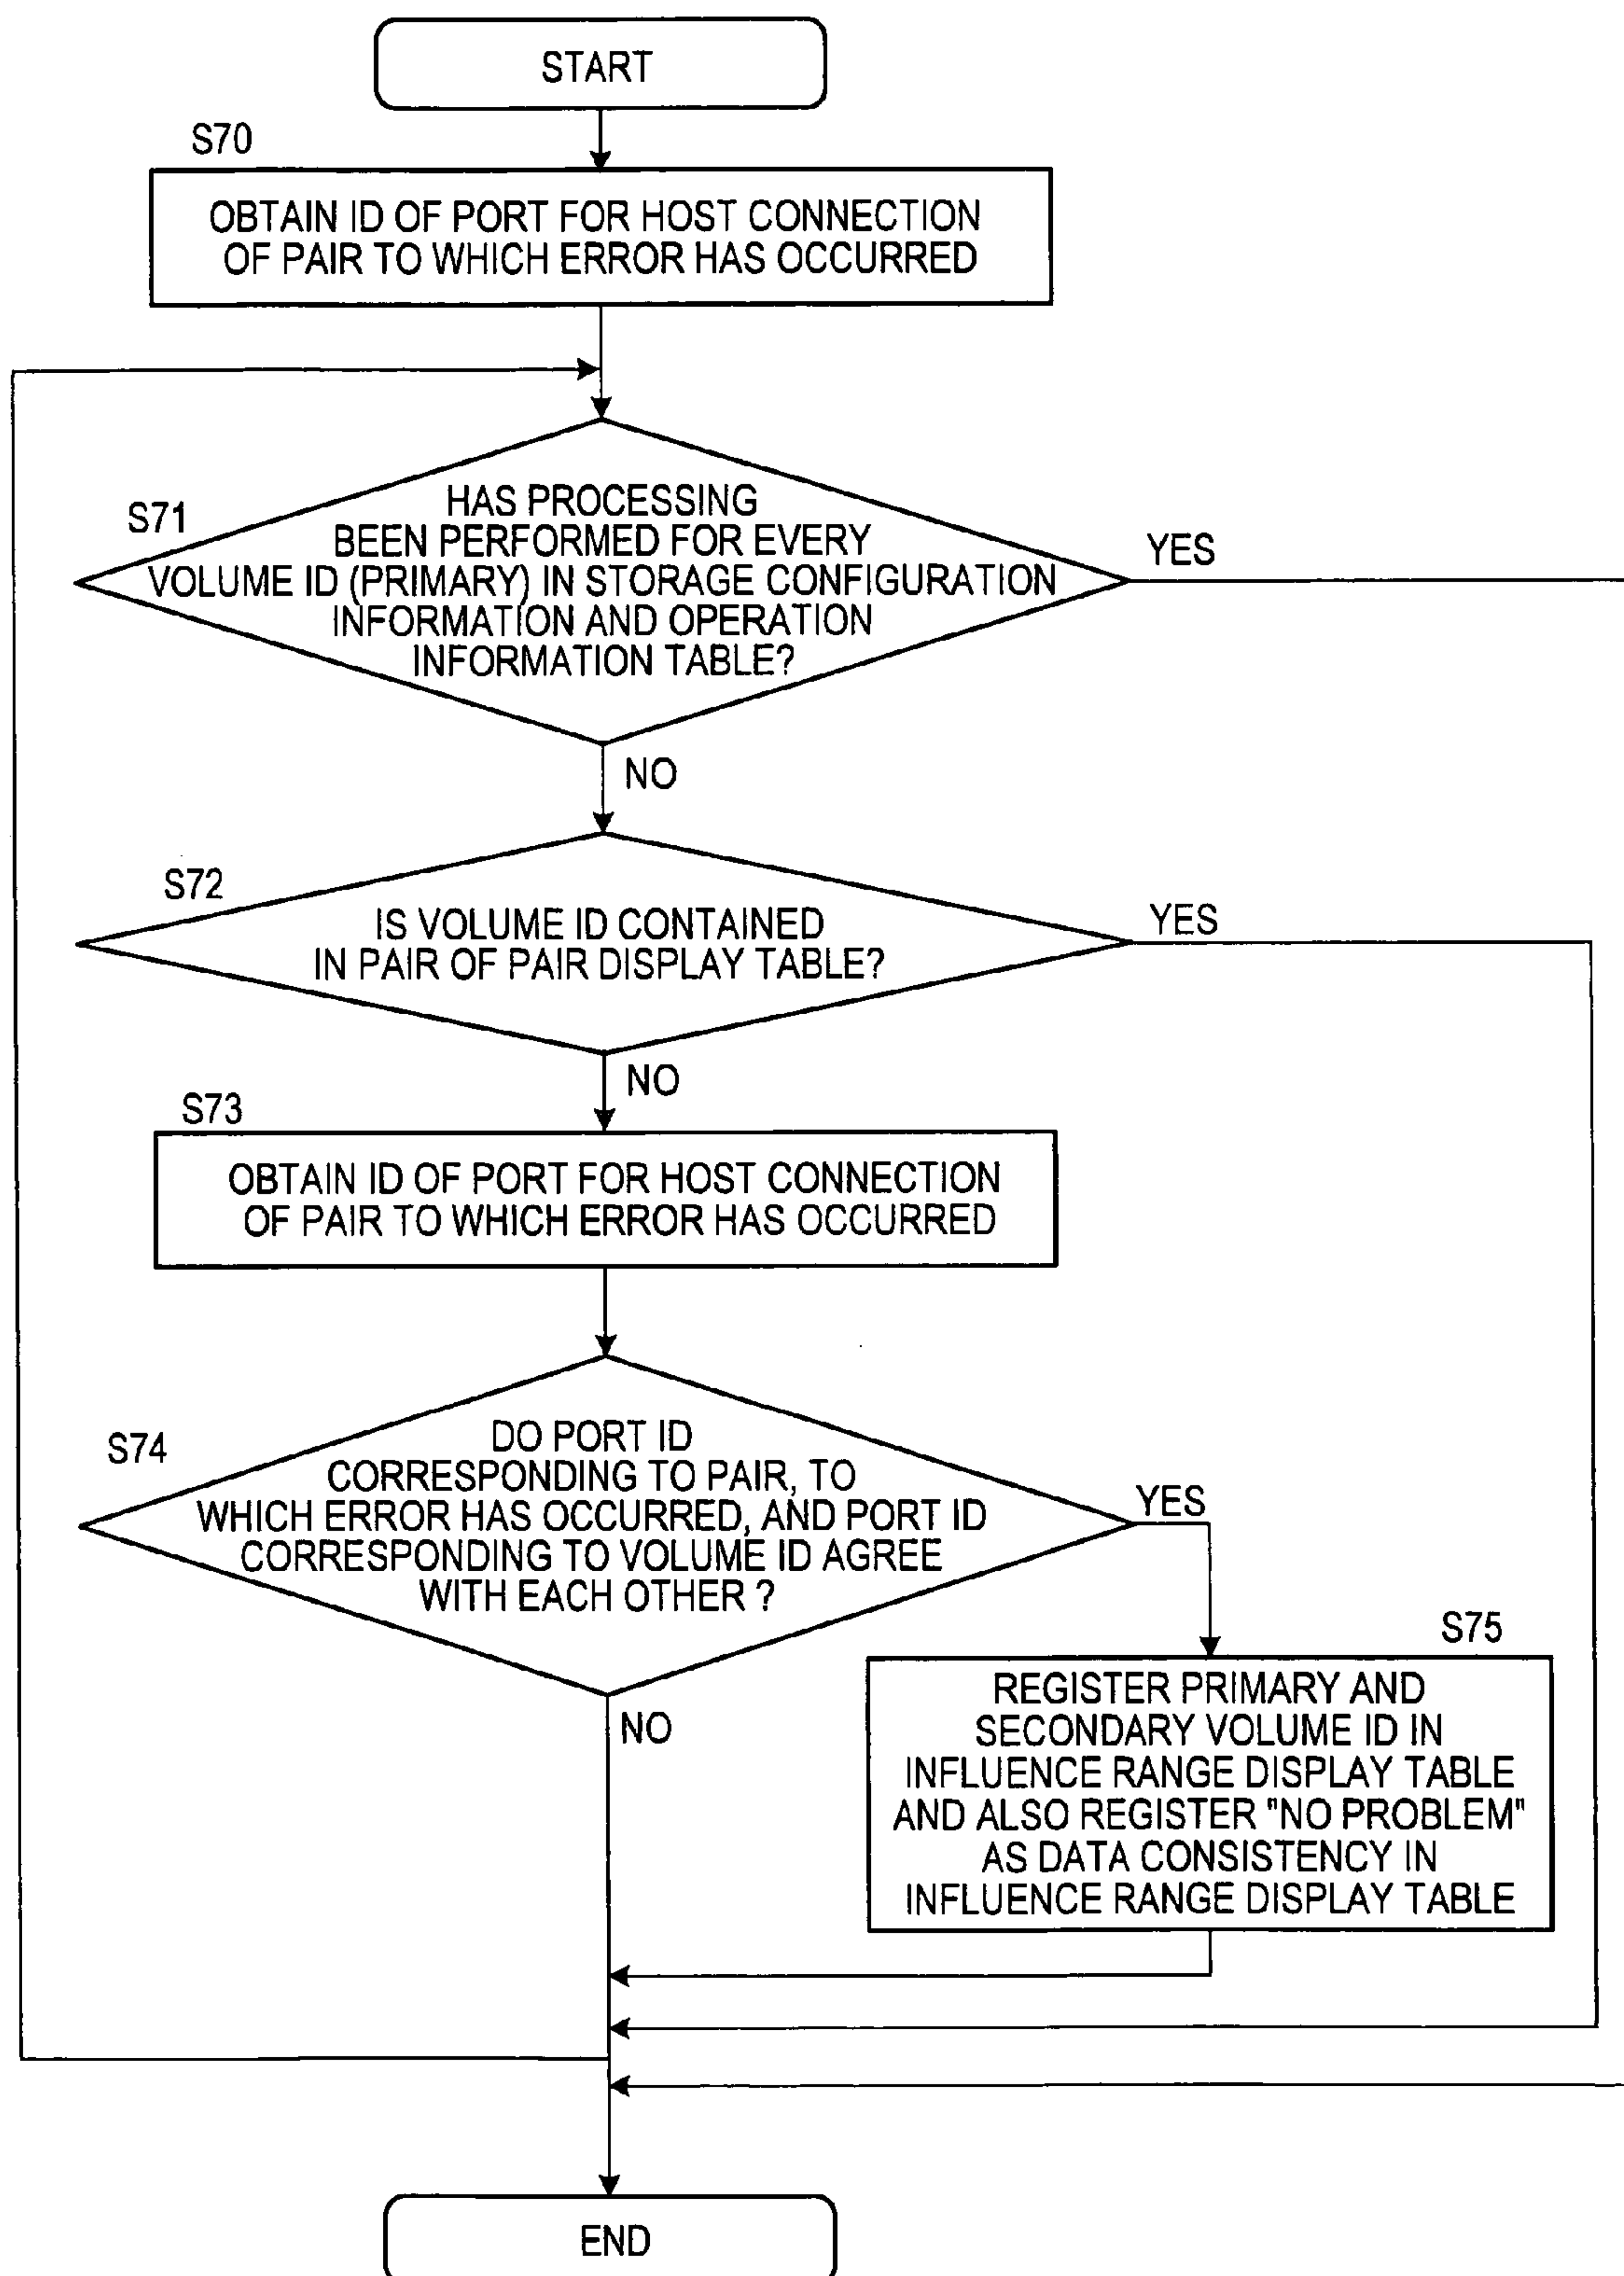 START
S70
OBTAIN ID OF PORT FOR HOST CONNECTION
OF PAIR TO WHICH ERROR HAS OCCURRED
S71
HAS PROCESSING
BEEN PERFORMED FOR EVERY
VOLUME ID (PRIMARY) IN STORAGE CONFIGURATION
INFORMATION AND OPERATION
INFORMATION TABLE?
YES
NO
S72
IS VOLUME ID CONTAINED
IN PAIR OF PAIR DISPLAY TABLE?
YES
NO
S73
OBTAIN ID OF PORT FOR HOST CONNECTION
OF PAIR TO WHICH ERROR HAS OCCURRED
S74
DO PORT ID
CORRESPONDING TO PAIR, TO
WHICH ERROR HAS OCCURRED, AND PORT ID
CORRESPONDING TO VOLUME ID AGREE
WITH EACH OTHER ?
YES
NO
S75
REGISTER PRIMARY AND
SECONDARY VOLUME ID IN
INFLUENCE RANGE DISPLAY TABLE
AND ALSO REGISTER "NO PROBLEM"
AS DATA CONSISTENCY IN
INFLUENCE RANGE DISPLAY TABLE
END